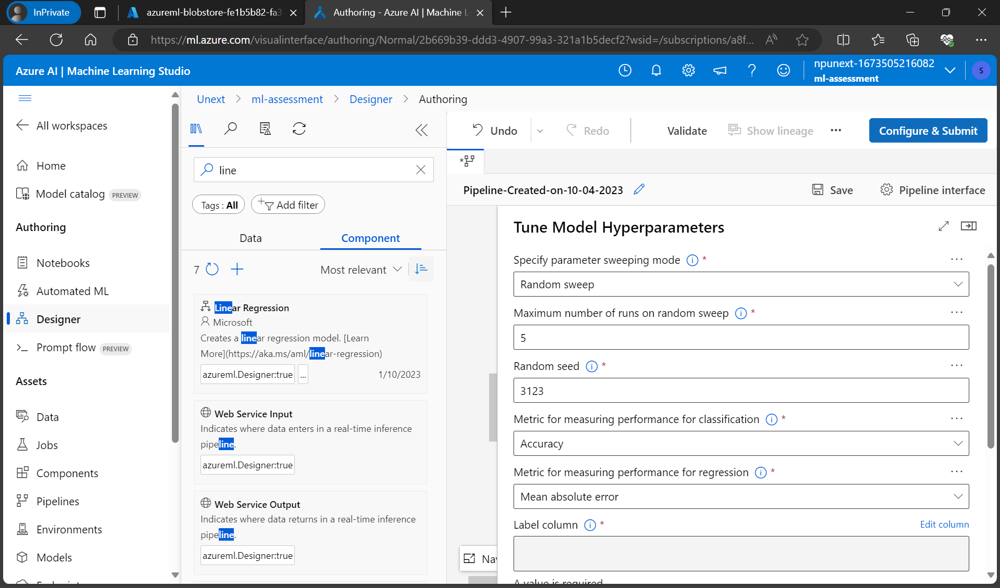 InPrivate
azureml-blobstore-fe1b5b82-fa3
Authoring - Azure AI | Machine L
https://ml.azure.com/visualinterface/authoring/Normal/2b669b39-ddd3-4907-99a3-321a1b5decf2?wsid=/subscriptions/a8f...
Azure AI | Machine Learning Studio
npunext-1673505216082
ml-assessment
S
All workspaces
Home
Model catalog PREVIEW
Authoring
Notebooks
Automated ML
Designer
Prompt flow PREVIEW
Assets
Data
Jobs
Components
Pipelines
Environments
Models
Unext > ml-assessment > Designer > Authoring
line
Tags : All
Add filter
Data
Component
7
Most relevant
Linear Regression
Microsoft
Creates a linear regression model. [Learn
More](https://aka.ms/aml/linear-regression)
azureml.Designer:true
...
1/10/2023
Web Service Input
Indicates where data enters in a real-time inference
pipeline.
azureml.Designer:true
Web Service Output
Indicates where data returns in a real-time inference
pipeline.
azureml.Designer:true
Undo
Redo
Validate
Show lineage
Configure & Submit
Pipeline-Created-on-10-04-2023
Save
Pipeline interface
Nav
Tune Model Hyperparameters
Specify parameter sweeping mode *
Random sweep
Maximum number of runs on random sweep *
5
Random seed *
3123
Metric for measuring performance for classification *
Accuracy
Metric for measuring performance for regression *
Mean absolute error
Label column *
Edit column
A value is required